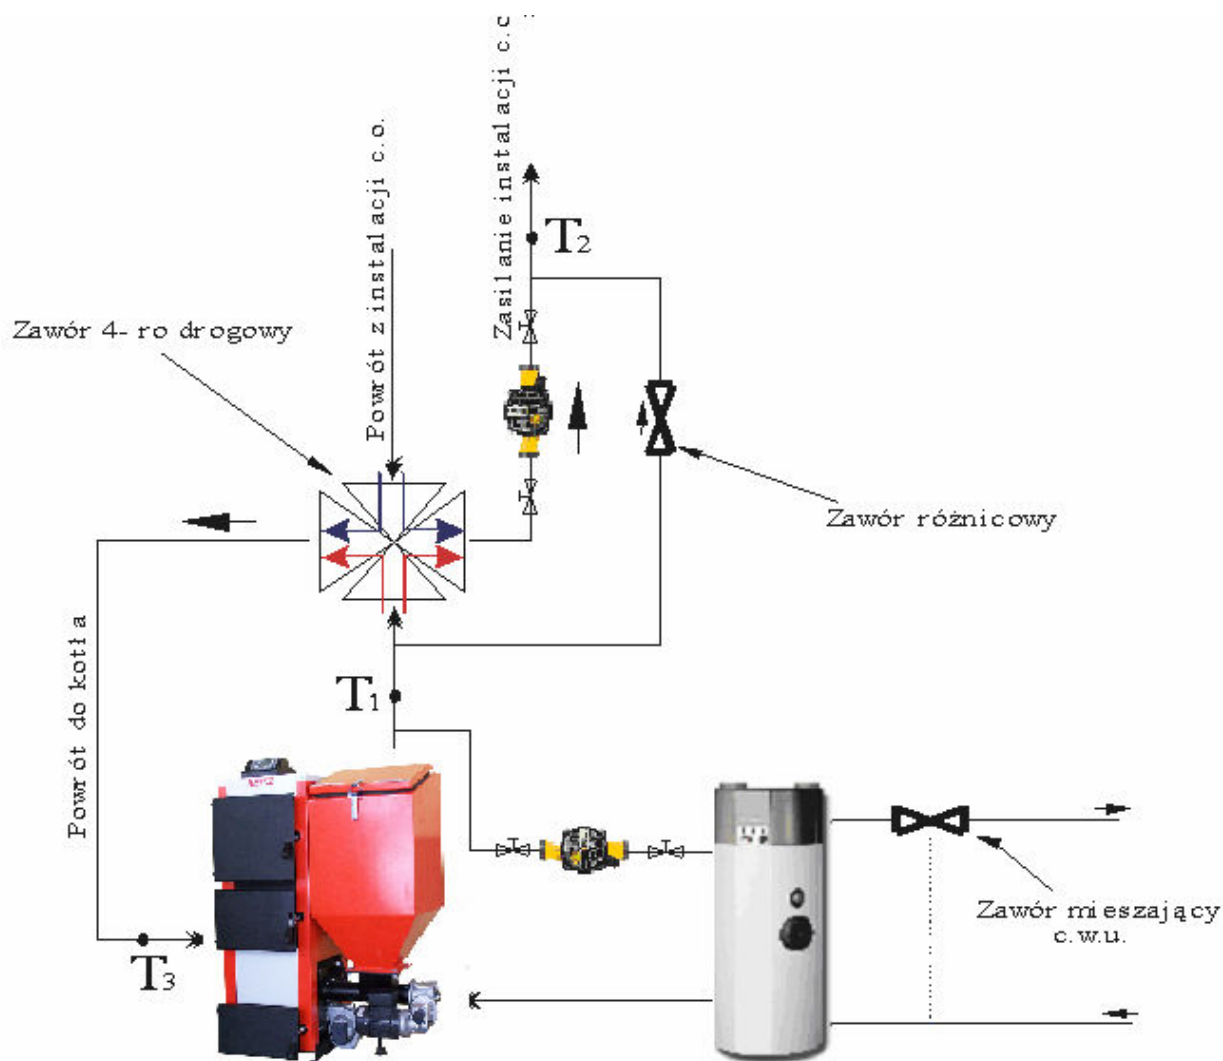 Zasilanie instalacji c.o
Powrót z instalacji c.o.
T2
Zawór 4- ro drogowy
Zawór różnicowy
Powrót do kotła
T1
Zawór mieszający
c.w.u.
T3